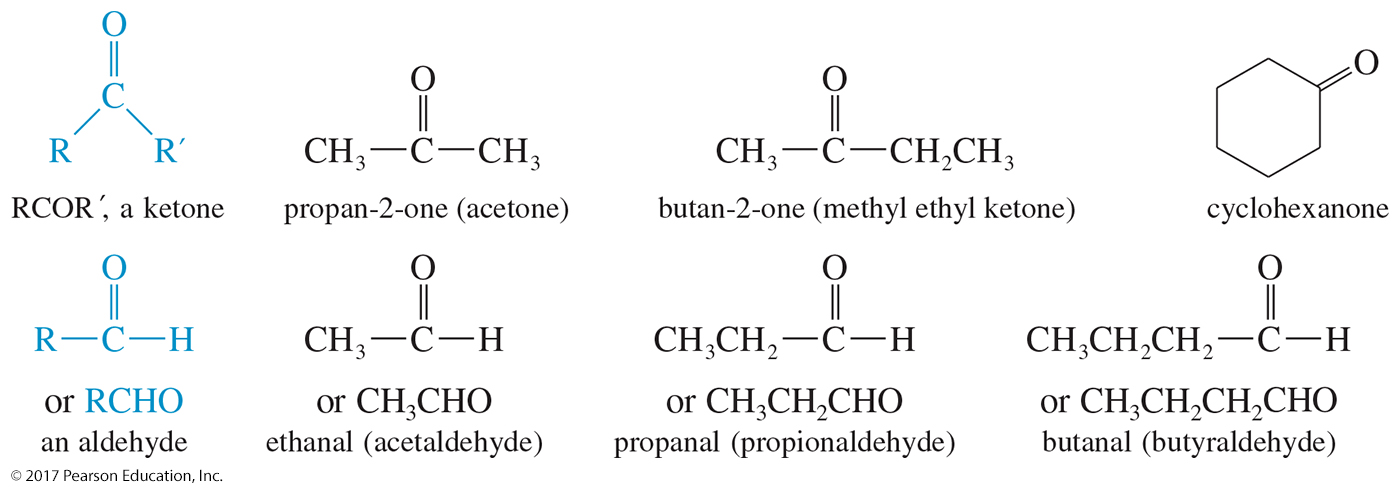 O O O O
C
R R′ CH₃—C—CH₃ CH₃—C—CH₂CH₃
RCOR′, a ketone propan-2-one (acetone) butan-2-one (methyl ethyl ketone) cyclohexanone
O O O O
R—C—H CH₃—C—H CH₃CH₂—C—H CH₃CH₂CH₂—C—H
or RCHO or CH₃CHO or CH₃CH₂CHO or CH₃CH₂CH₂CHO
an aldehyde ethanal (acetaldehyde) propanal (propionaldehyde) butanal (butyraldehyde)
© 2017 Pearson Education, Inc.